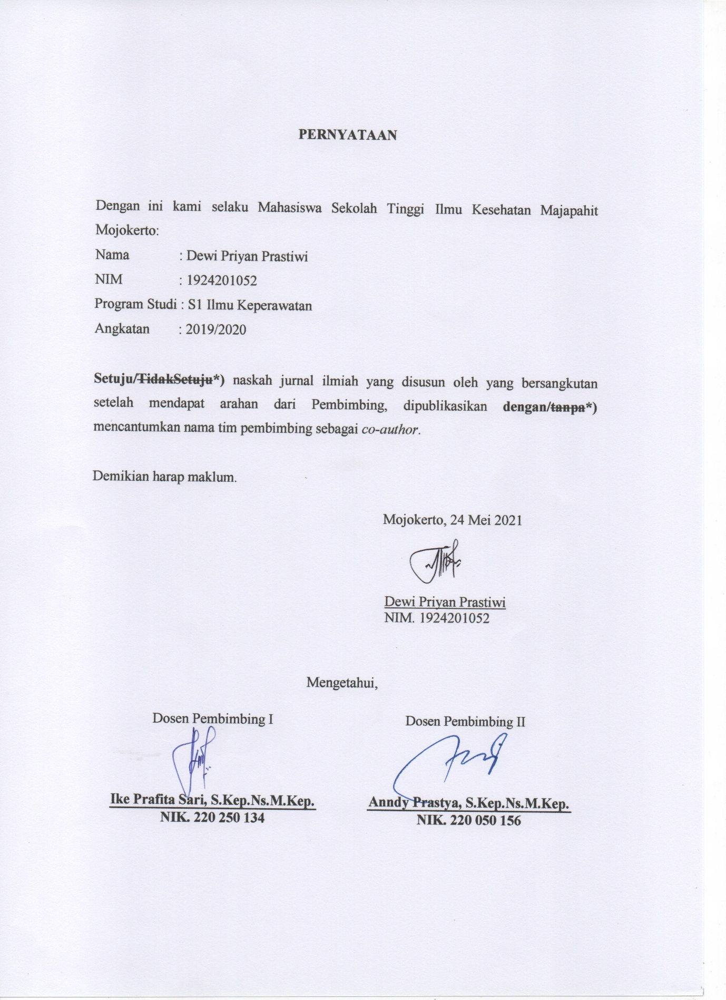 PERNYATAAN
Dengan ini kami selaku Mahasiswa Sekolah Tinggi Ilmu Kesehatan Majapahit
Mojokerto:
Nama : Dewi Priyan Prastiwi
NIM : 1924201052
Program Studi : S1 Ilmu Keperawatan
Angkatan : 2019/2020
Setuju/TidakSetuju*) naskah jurnal ilmiah yang disusun oleh yang bersangkutan
setelah mendapat arahan dari Pembimbing, dipublikasikan dengan/tanpa*)
mencantumkan nama tim pembimbing sebagai co-author.
Demikian harap maklum.
Mojokerto, 24 Mei 2021
Dewi Priyan Prastiwi
NIM. 1924201052
Mengetahui,
Dosen Pembimbing I
Dosen Pembimbing II
Ike Prafita Sari, S.Kep.Ns.M.Kep.
NIK. 220 250 134
Anndy Prastya, S.Kep.Ns.M.Kep.
NIK. 220 050 156